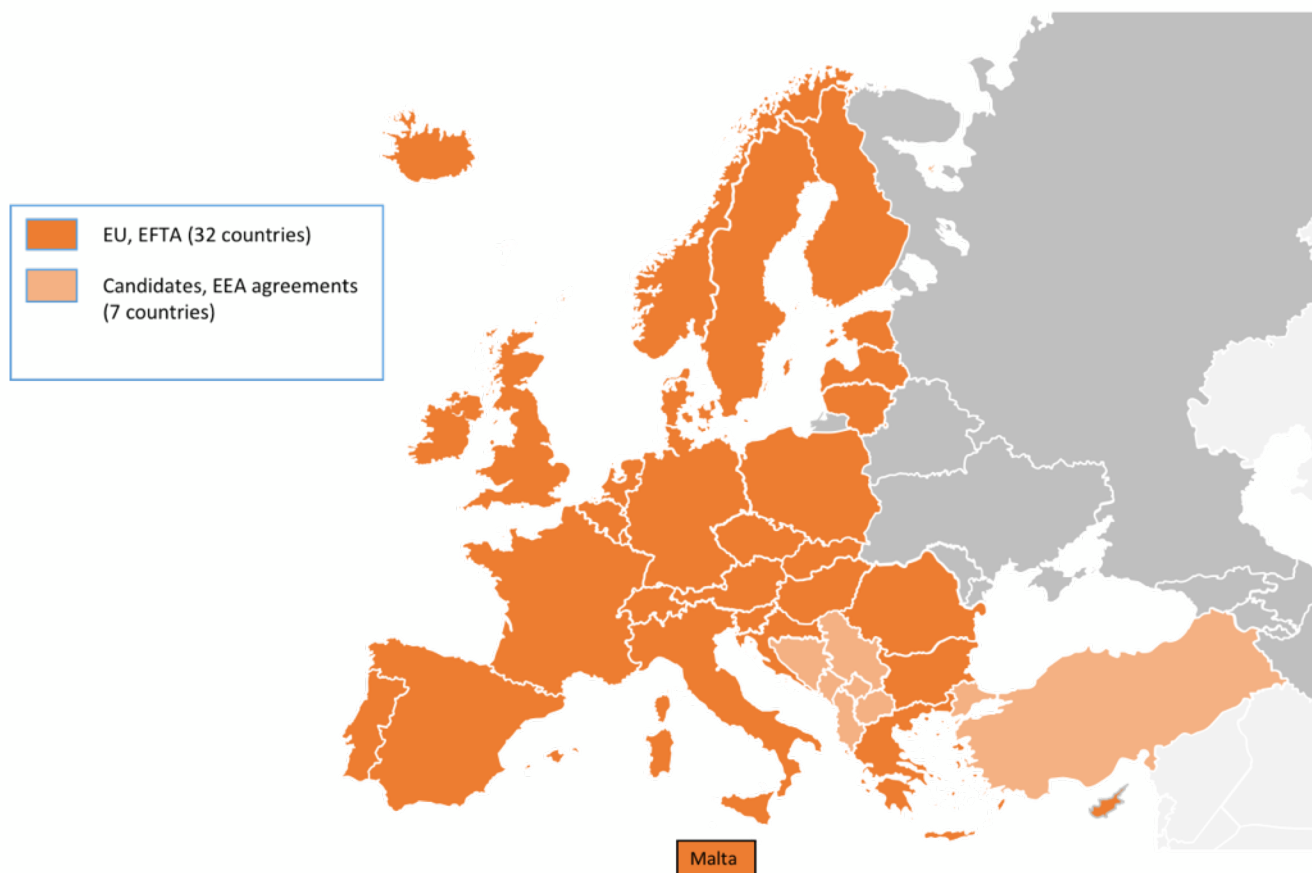 EU, EFTA (32 countries)
Candidates, EEA agreements
(7 countries)
Malta